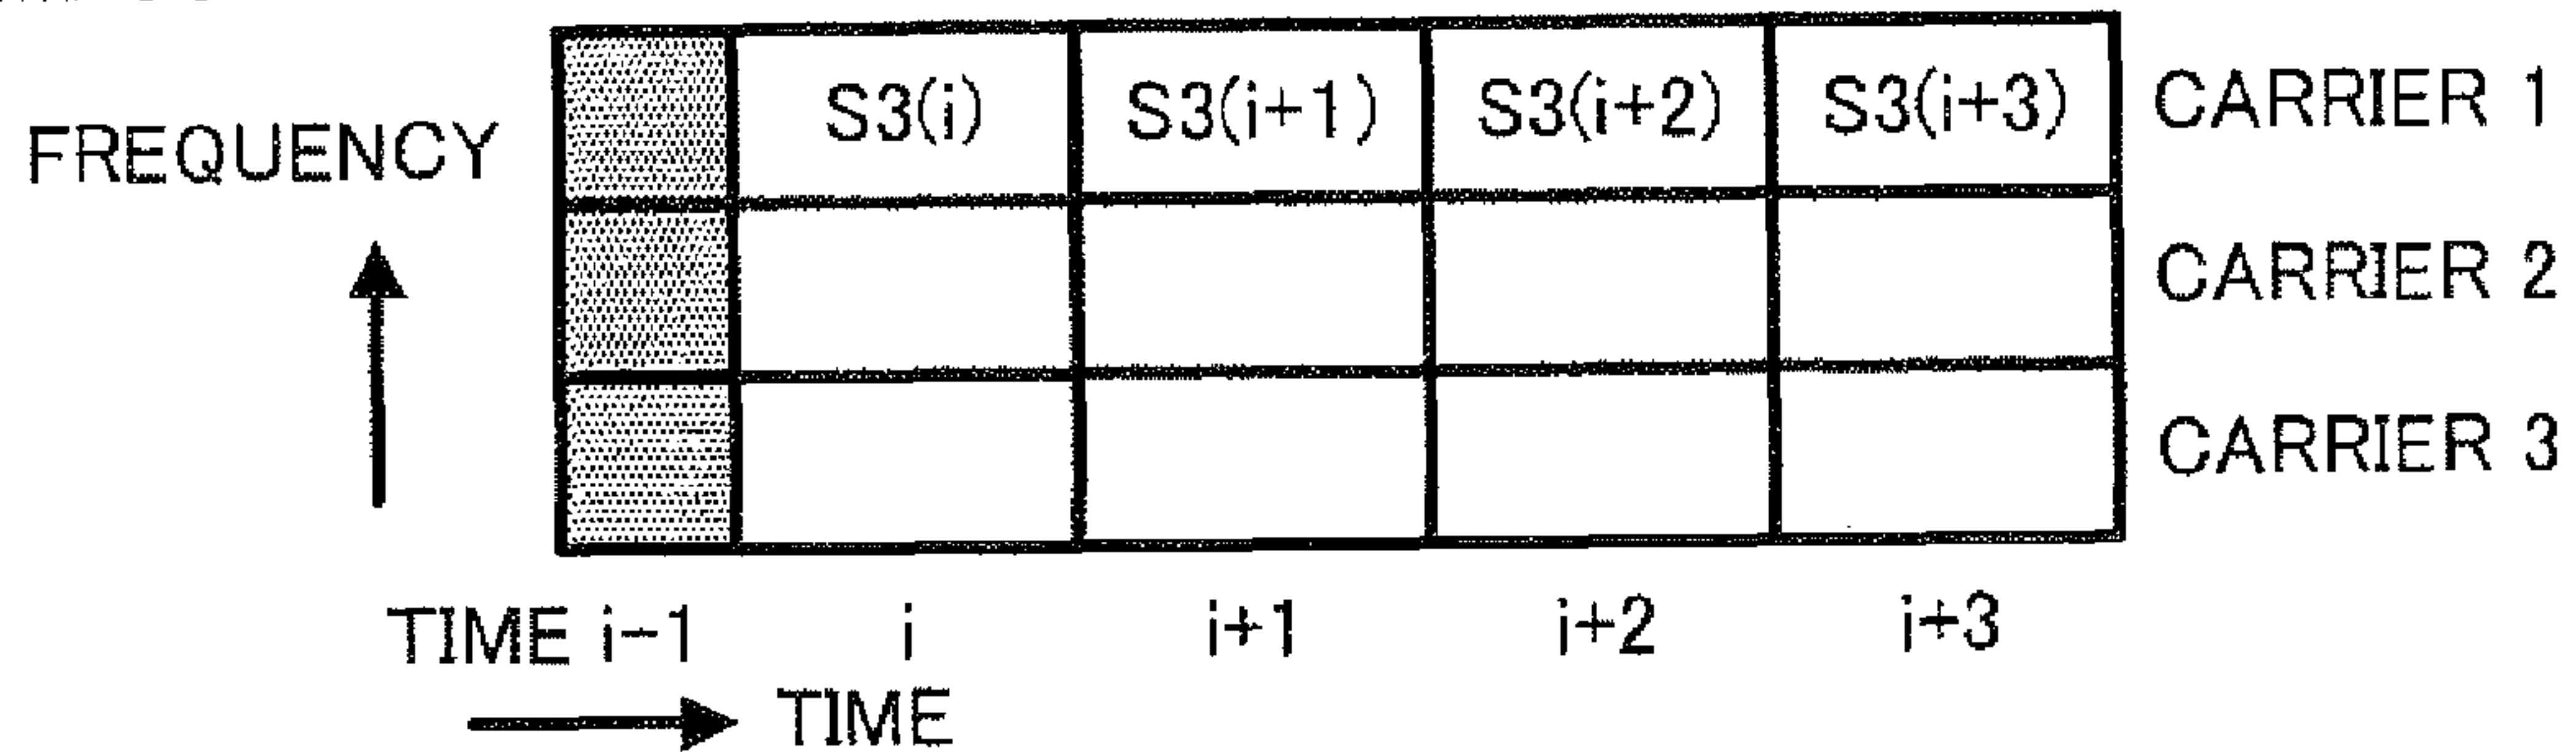 S3(i) S3(i+1) S3(i+2) S3(i+3) CARRIER 1
FREQUENCY
CARRIER 2
CARRIER 3
TIME i-1 i i+1 i+2 i+3
TIME